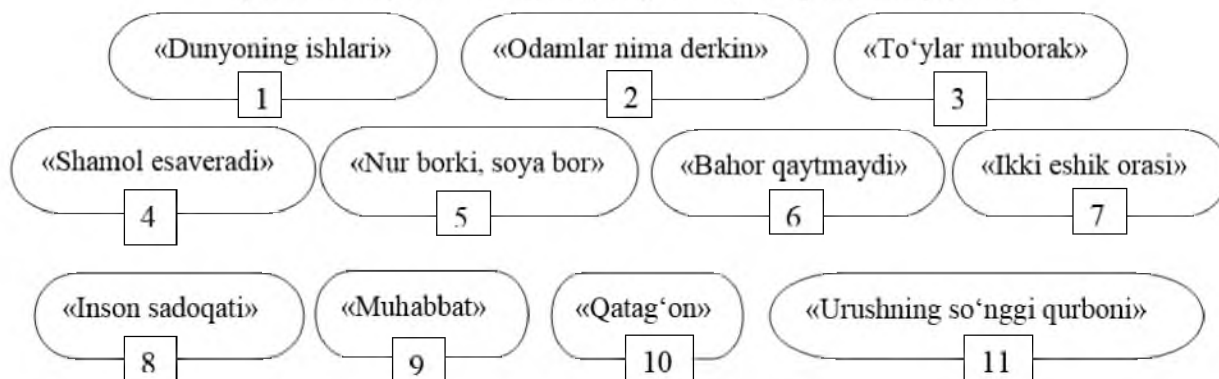 «Dunyoning ishlari» «Odamlar nima derkin» «To‘ylar muborak»
1 2 3
«Shamol esaveradi» «Nur borki, soya bor» «Bahor qaytmaydi» «Ikki eshik orasi»
4 5 6 7
«Inson sadoqati» «Muhabbat» «Qatag‘on» «Urushning so‘nggi qurboni»
8 9 10 11